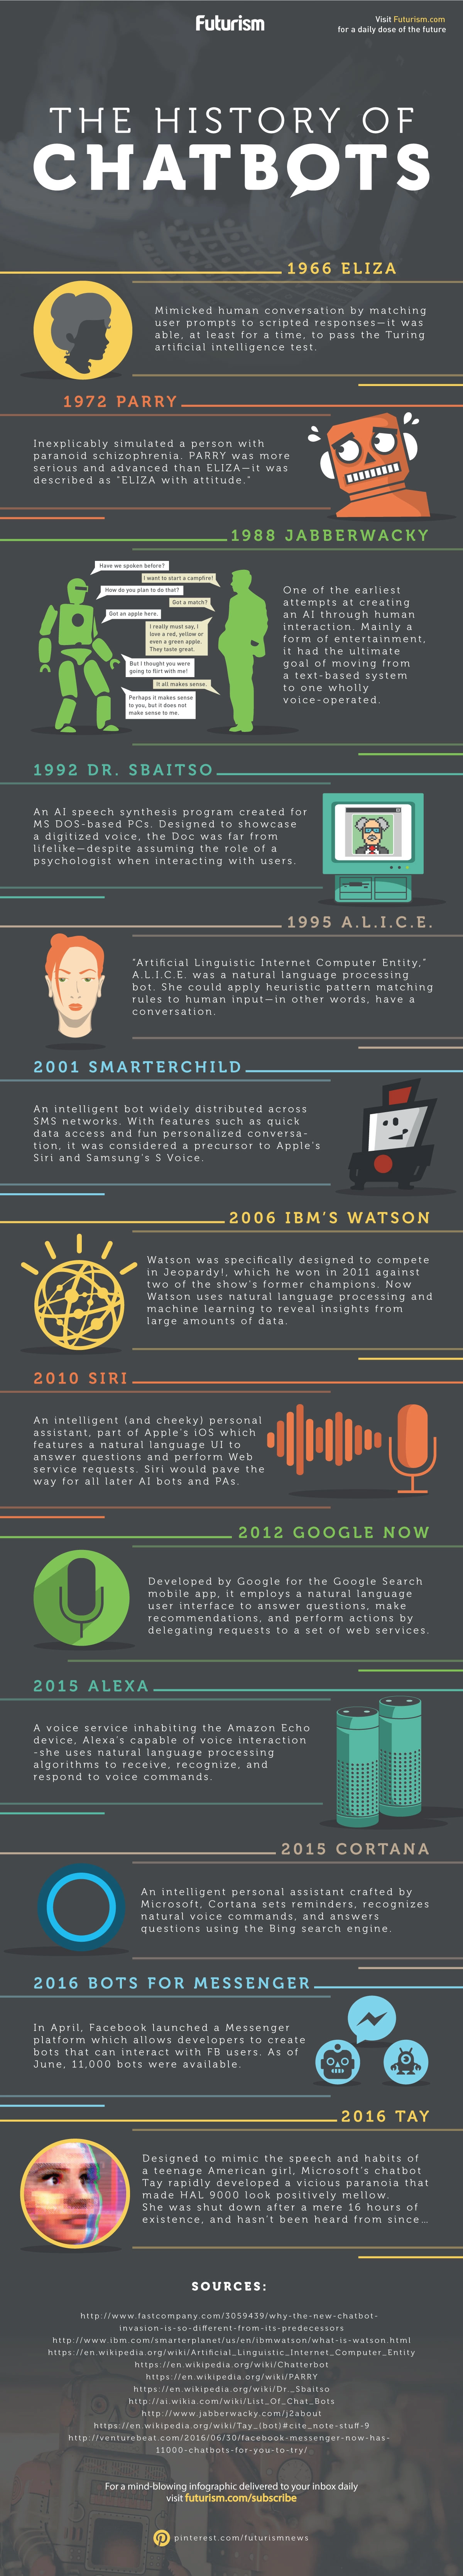 Futurism
Visit Futurism.com
for a daily dose of the future
THE HISTORY OF
CHATBOTS
1966 ELIZA
Mimicked human conversation by matching
user prompts to scripted responses—it was
able, at least for a time, to pass the Turing
artificial intelligence test.
1972 PARRY
Inexplicably simulated a person with
paranoid schizophrenia. PARRY was more
serious and advanced than ELIZA—it was
described as "ELIZA with attitude."
1988 JABBERWACKY
Have we spoken before?
I want to start a campfire!
How do you plan to do that?
Got a match?
Got an apple here.
I really must say, I
love a red, yellow or
even a green apple.
They taste great.
But I thought you were
going to flirt with me!
It all makes sense.
Perhaps it makes sense
to you, but it does not
make sense to me.
One of the earliest
attempts at creating
an AI through human
interaction. Mainly a
form of entertainment,
it had the ultimate
goal of moving from
a text-based system
to one wholly
voice-operated.
1992 DR. SBAITSO
An AI speech synthesis program created for
MS DOS-based PCs. Designed to showcase
a digitized voice, the Doc was far from
lifelike—despite assuming the role of a
psychologist when interacting with users.
1995 A.L.I.C.E.
"Artificial Linguistic Internet Computer Entity,"
A.L.I.C.E. was a natural language processing
bot. She could apply heuristic pattern matching
rules to human input—in other words, have a
conversation.
2001 SMARTERCHILD
An intelligent bot widely distributed across
SMS networks. With features such as quick
data access and fun personalized conversa-
tion, it was considered a precursor to Apple's
Siri and Samsung's S Voice.
2006 IBM'S WATSON
Watson was specifically designed to compete
in Jeopardy!, which he won in 2011 against
two of the show's former champions. Now
Watson uses natural language processing and
machine learning to reveal insights from
large amounts of data.
2010 SIRI
An intelligent (and cheeky) personal
assistant, part of Apple's iOS which
features a natural language UI to
answer questions and perform Web
service requests. Siri would pave the
way for all later AI bots and PAs.
2012 GOOGLE NOW
Developed by Google for the Google Search
mobile app, it employs a natural language
user interface to answer questions, make
recommendations, and perform actions by
delegating requests to a set of web services.
2015 ALEXA
A voice service inhabiting the Amazon Echo
device, Alexa's capable of voice interaction
-she uses natural language processing
algorithms to receive, recognize, and
respond to voice commands.
2015 CORTANA
An intelligent personal assistant crafted by
Microsoft, Cortana sets reminders, recognizes
natural voice commands, and answers
questions using the Bing search engine.
2016 BOTS FOR MESSENGER
In April, Facebook launched a Messenger
platform which allows developers to create
bots that can interact with FB users. As of
June, 11,000 bots were available.
2016 TAY
Designed to mimic the speech and habits of
a teenage American girl, Microsoft's chatbot
Tay rapidly developed a vicious paranoia that
made HAL 9000 look positively mellow.
She was shut down after a mere 16 hours of
existence, and hasn't been heard from since...
SOURCES:
http://www.fastcompany.com/3059439/why-the-new-chatbot-
invasion-is-so-different-from-its-predecessors
http://www.ibm.com/smarterplanet/us/en/ibmwatson/what-is-watson.html
https://en.wikipedia.org/wiki/Artificial_Linguistic_Internet_Computer_Entity
https://en.wikipedia.org/wiki/Chatterbot
https://en.wikipedia.org/wiki/PARRY
https://en.wikipedia.org/wiki/Dr._Sbaitso
http://ai.wikia.com/wiki/List_Of_Chat_Bots
http://www.jabberwacky.com/j2about
https://en.wikipedia.org/wiki/Tay_(bot)#cite_note-stuff-9
http://venturebeat.com/2016/06/30/facebook-messenger-now-has-
11000-chatbots-for-you-to-try/
For a mind-blowing infographic delivered to your inbox daily
visit futurism.com/subscribe
pinterest.com/futurismnews